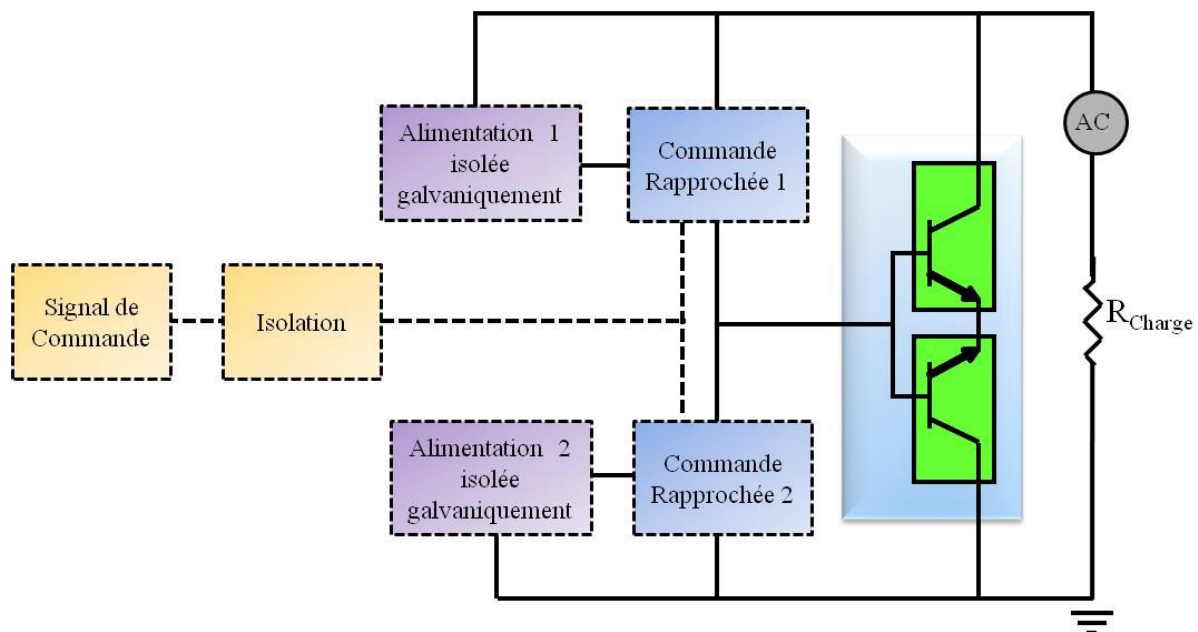 Alimentation 1
isolée
galvaniquement
Commande
Rapprochée 1
AC
Signal de
Commande
Isolation
R Charge
Alimentation 2
isolée
galvaniquement
Commande
Rapprochée 2